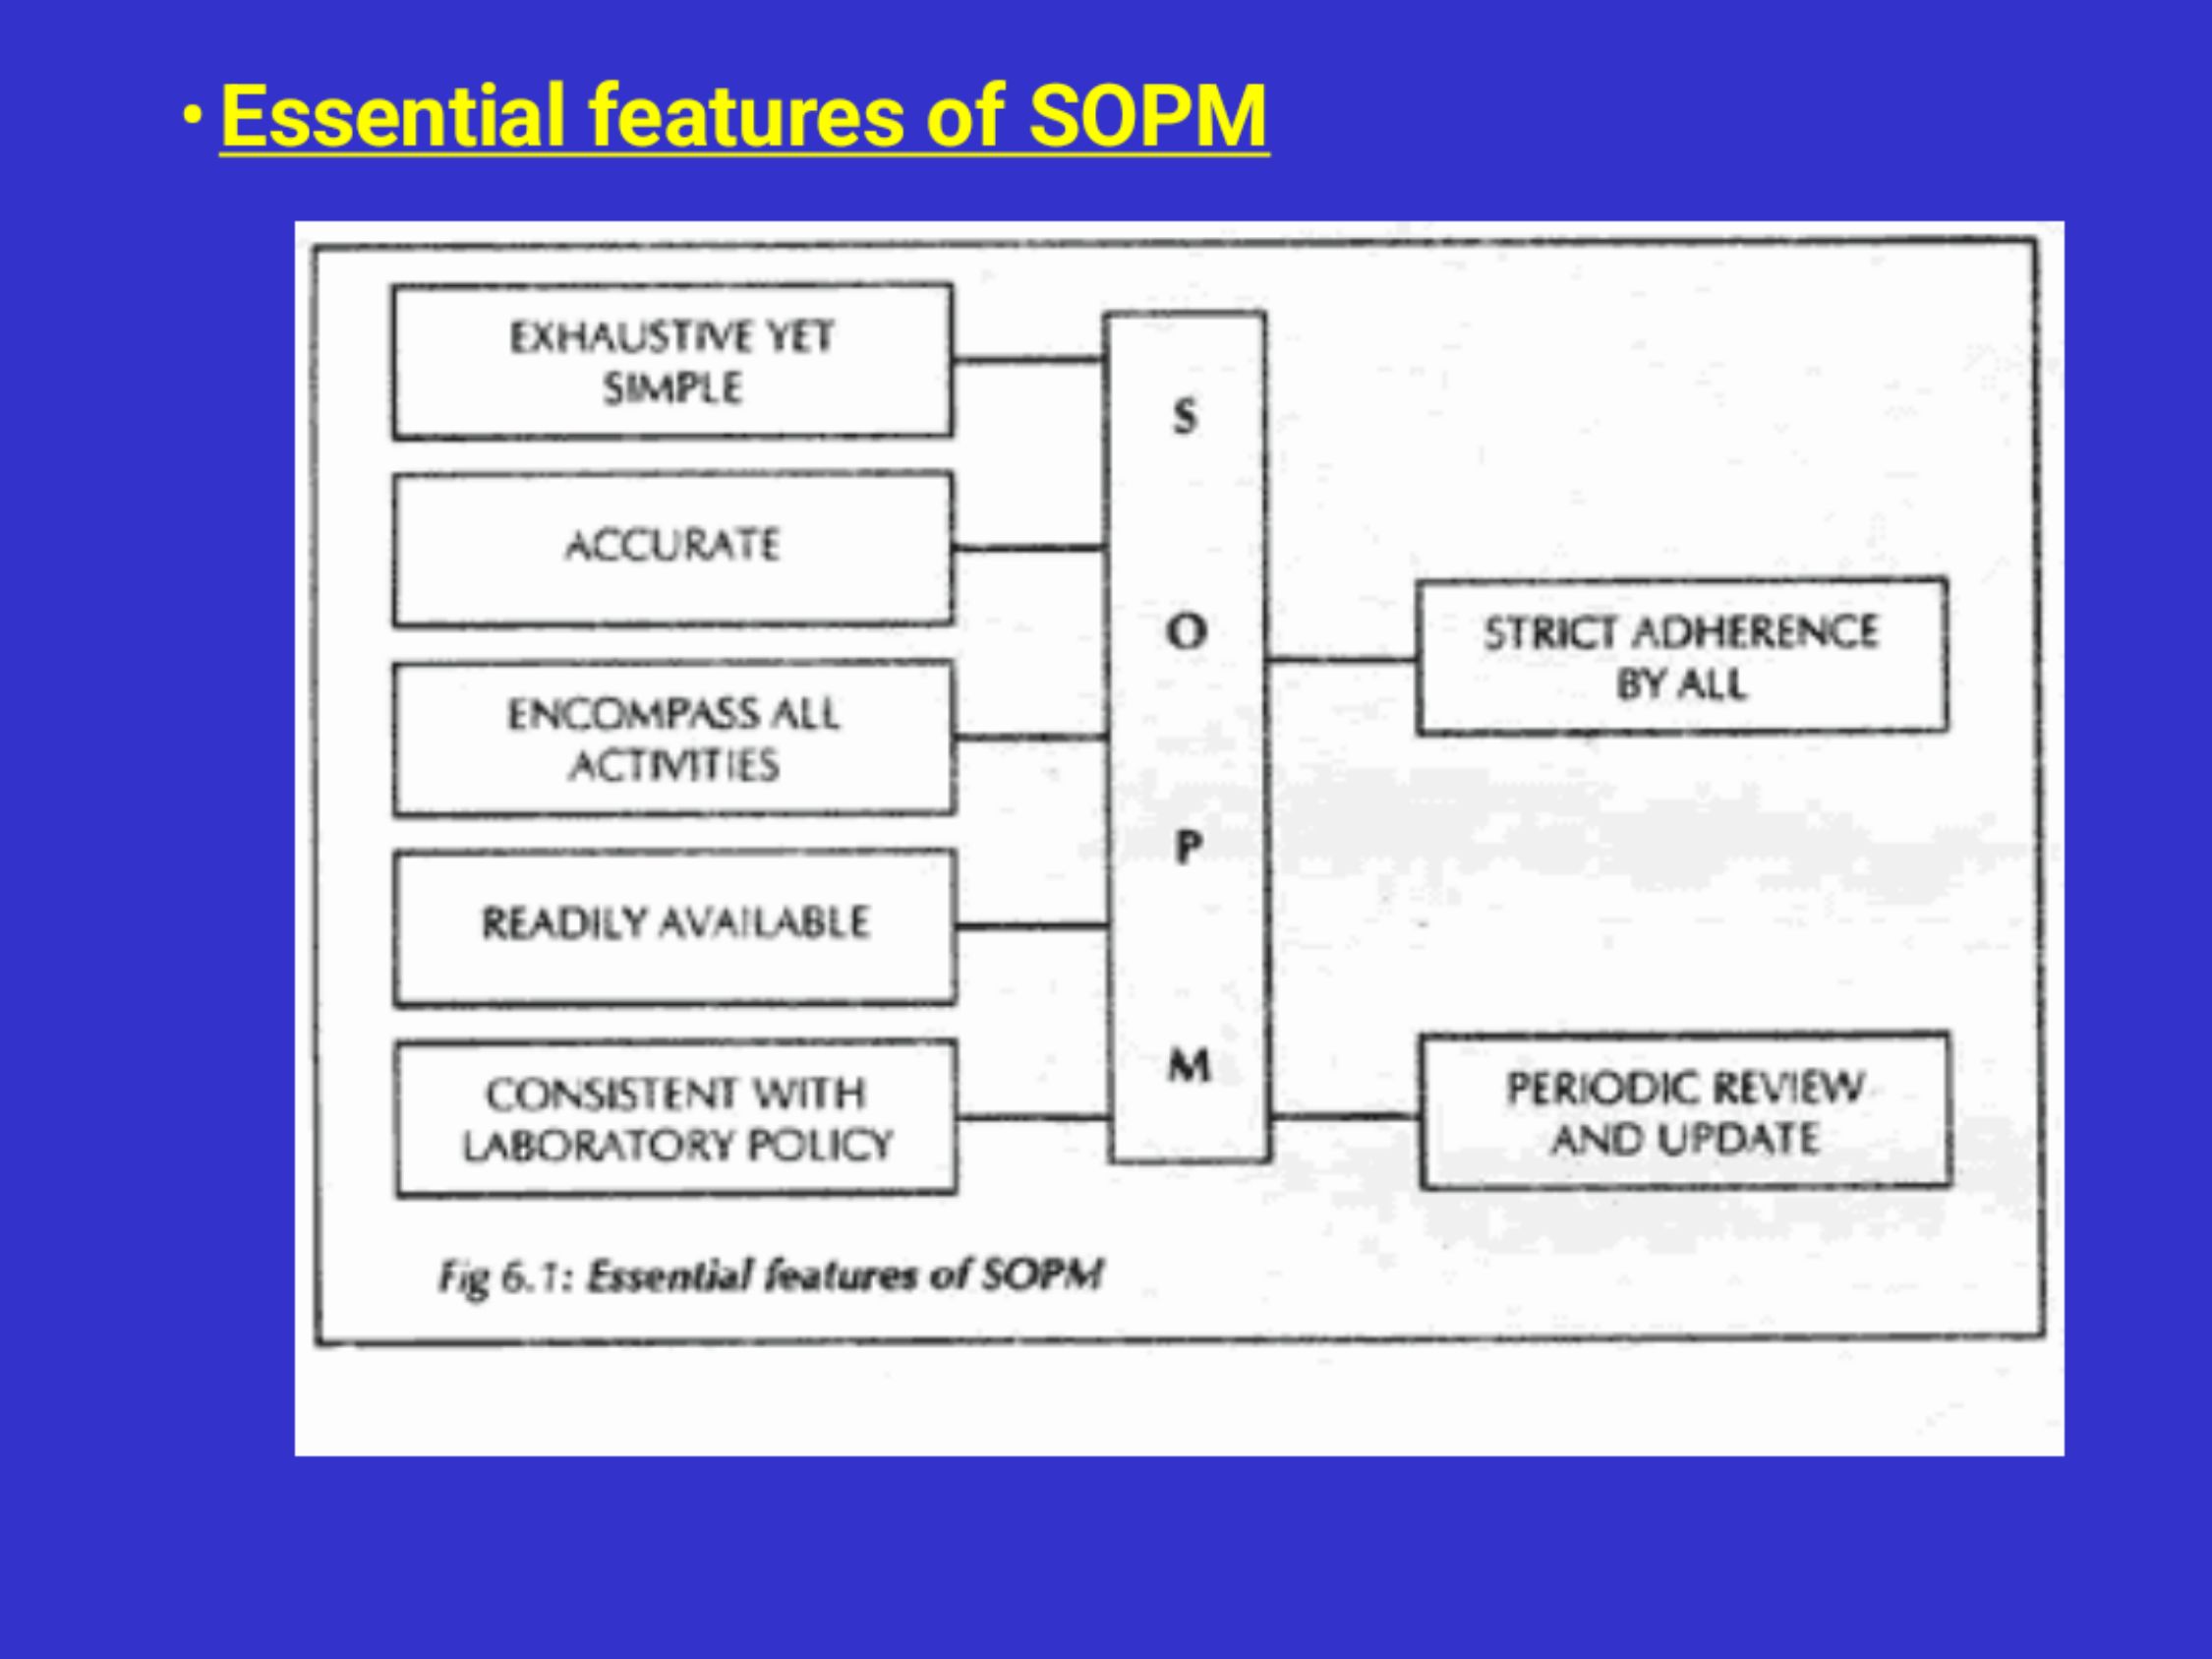 • Essential features of SOPM
EXHAUSTIVE YET
SIMPLE
ACCURATE
ENCOMPASS ALL
ACTIVITIES
READILY AVAILABLE
CONSISTENT WITH
LABORATORY POLICY
S
O
P
M
STRICT ADHERENCE
BY ALL
PERIODIC REVIEW
AND UPDATE
Fig 6.1: Essential features of SOPM